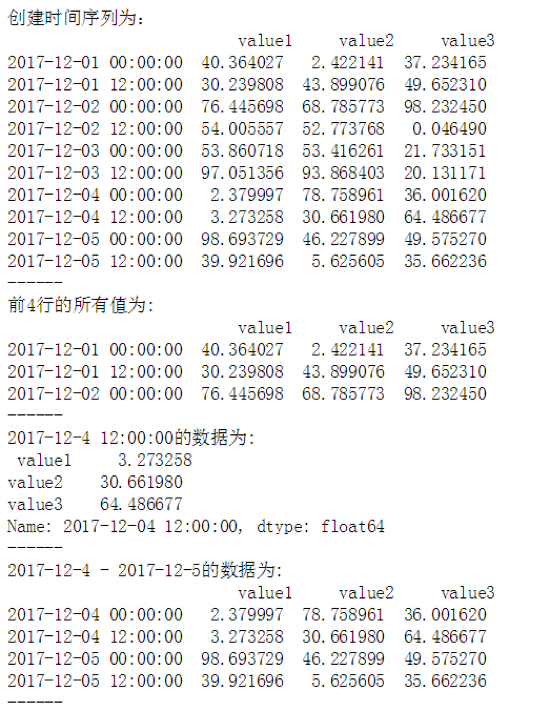 创建时间序列为：
value1 value2 value3
2017-12-01 00:00:00 40.364027 2.422141 37.234165
2017-12-01 12:00:00 30.239808 43.899076 49.652310
2017-12-02 00:00:00 76.445698 68.785773 98.232450
2017-12-02 12:00:00 54.005557 52.773768 0.046490
2017-12-03 00:00:00 53.860718 53.416261 21.733151
2017-12-03 12:00:00 97.051356 93.868403 20.131171
2017-12-04 00:00:00 2.379997 78.758961 36.001620
2017-12-04 12:00:00 3.273258 30.661980 64.486677
2017-12-05 00:00:00 98.693729 46.227899 49.575270
2017-12-05 12:00:00 39.921696 5.625605 35.662236
------
前4行的所有值为：
value1 value2 value3
2017-12-01 00:00:00 40.364027 2.422141 37.234165
2017-12-01 12:00:00 30.239808 43.899076 49.652310
2017-12-02 00:00:00 76.445698 68.785773 98.232450
------
2017-12-4 12:00:00的数据为：
value1 3.273258
value2 30.661980
value3 64.486677
Name: 2017-12-04 12:00:00, dtype: float64
------
2017-12-4 - 2017-12-5的数据为：
value1 value2 value3
2017-12-04 00:00:00 2.379997 78.758961 36.001620
2017-12-04 12:00:00 3.273258 30.661980 64.486677
2017-12-05 00:00:00 98.693729 46.227899 49.575270
2017-12-05 12:00:00 39.921696 5.625605 35.662236
------